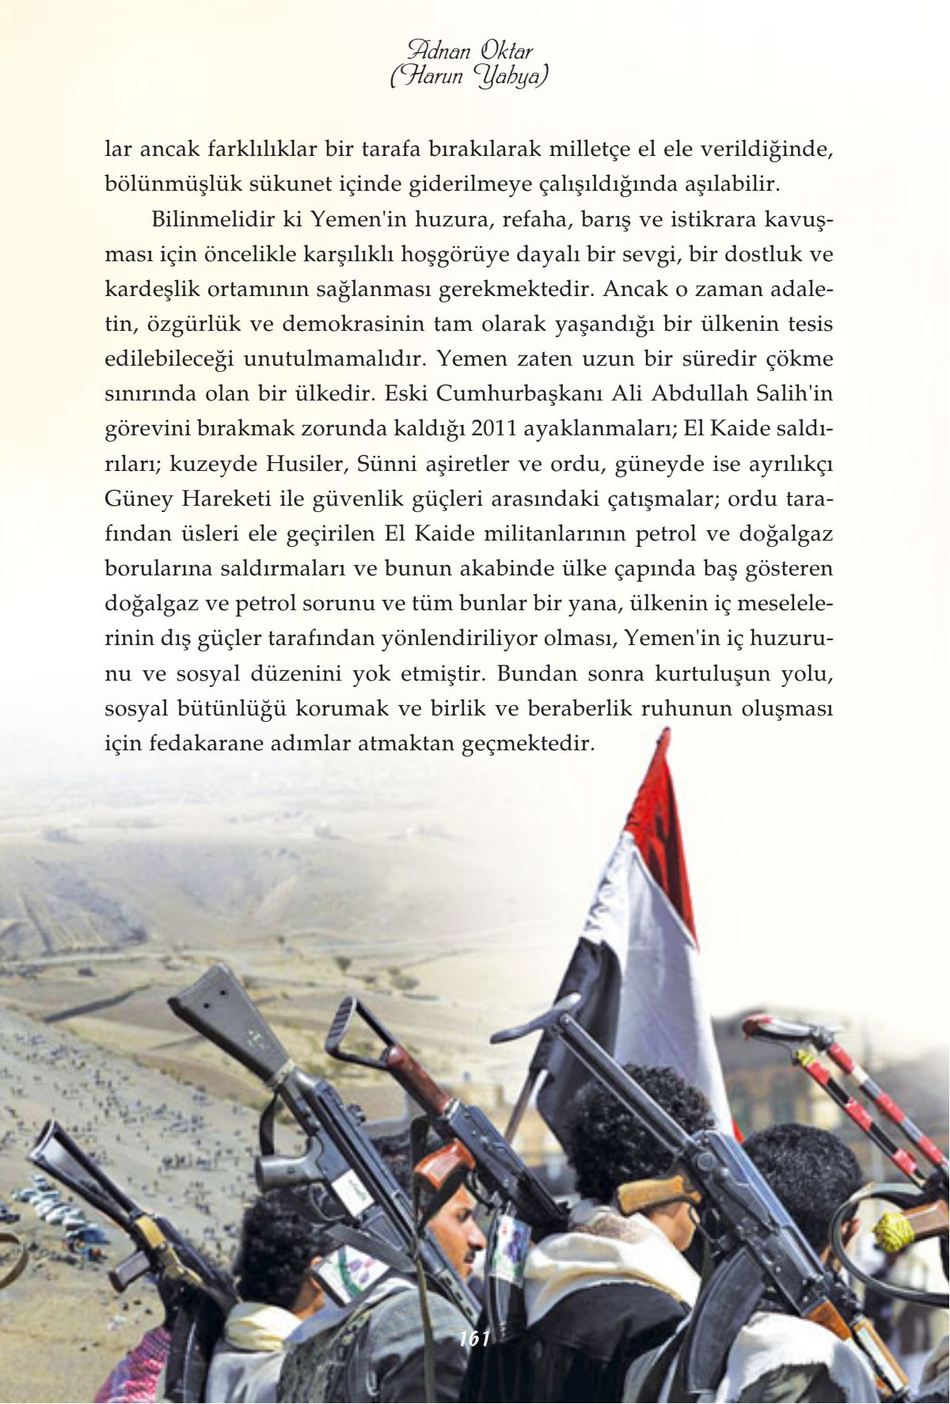 Adnan Oktar
(Harun Yahya)
lar ancak farklılıklar bir tarafa bırakılarak milletçe el ele verildiğinde,
bölünmüşlük sükunet içinde giderilmeye çalışıldığında aşılabilir.
Bilinmelidir ki Yemen'in huzura, refaha, barış ve istikrara kavuş-
ması için öncelikle karşılıklı hoşgörüye dayalı bir sevgi, bir dostluk ve
kardeşlik ortamının sağlanması gerekmektedir. Ancak o zaman adale-
tin, özgürlük ve demokrasinin tam olarak yaşandığı bir ülkenin tesis
edilebileceği unutulmamalıdır. Yemen zaten uzun bir süredir çökme
sınırında olan bir ülkedir. Eski Cumhurbaşkanı Ali Abdullah Salih'in
görevini bırakmak zorunda kaldığı 2011 ayaklanmaları; El Kaide saldı-
rıları; kuzeyde Husiler, Sünni aşiretler ve ordu, güneyde ise ayrılıkçı
Güney Hareketi ile güvenlik güçleri arasındaki çatışmalar; ordu tara-
fından üsleri ele geçirilen El Kaide militanlarının petrol ve doğalgaz
borularına saldırmaları ve bunun akabinde ülke çapında baş gösteren
doğalgaz ve petrol sorunu ve tüm bunlar bir yana, ülkenin iç meselele-
rinin dış güçler tarafından yönlendiriliyor olması, Yemen'in iç huzuru-
nu ve sosyal düzenini yok etmiştir. Bundan sonra kurtuluşun yolu,
sosyal bütünlüğü korumak ve birlik ve beraberlik ruhunun oluşması
için fedakarane adımlar atmaktan geçmektedir.
161